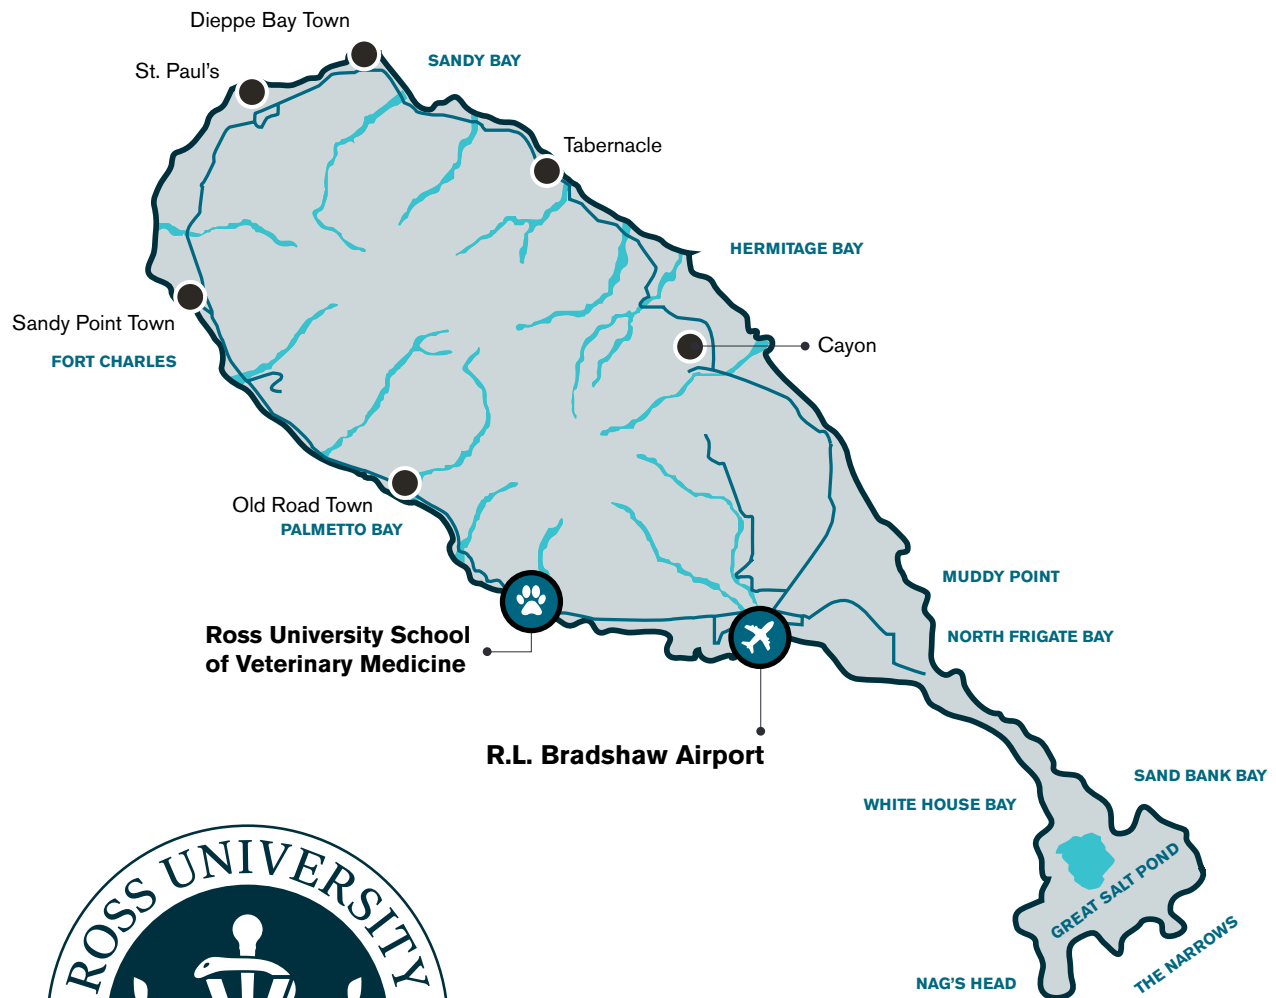 Dieppe Bay Town
SANDY BAY
St. Paul's
Tabernacle
HERMITAGE BAY
Sandy Point Town
Cayon
FORT CHARLES
Old Road Town
PALMETTO BAY
MUDDY POINT
Ross University School
of Veterinary Medicine
NORTH FRIGATE BAY
R.L. Bradshaw Airport
SAND BANK BAY
WHITE HOUSE BAY
GREAT SALT POND
THE NARROWS
NAG'S HEAD
ROSS UNIVERSITY